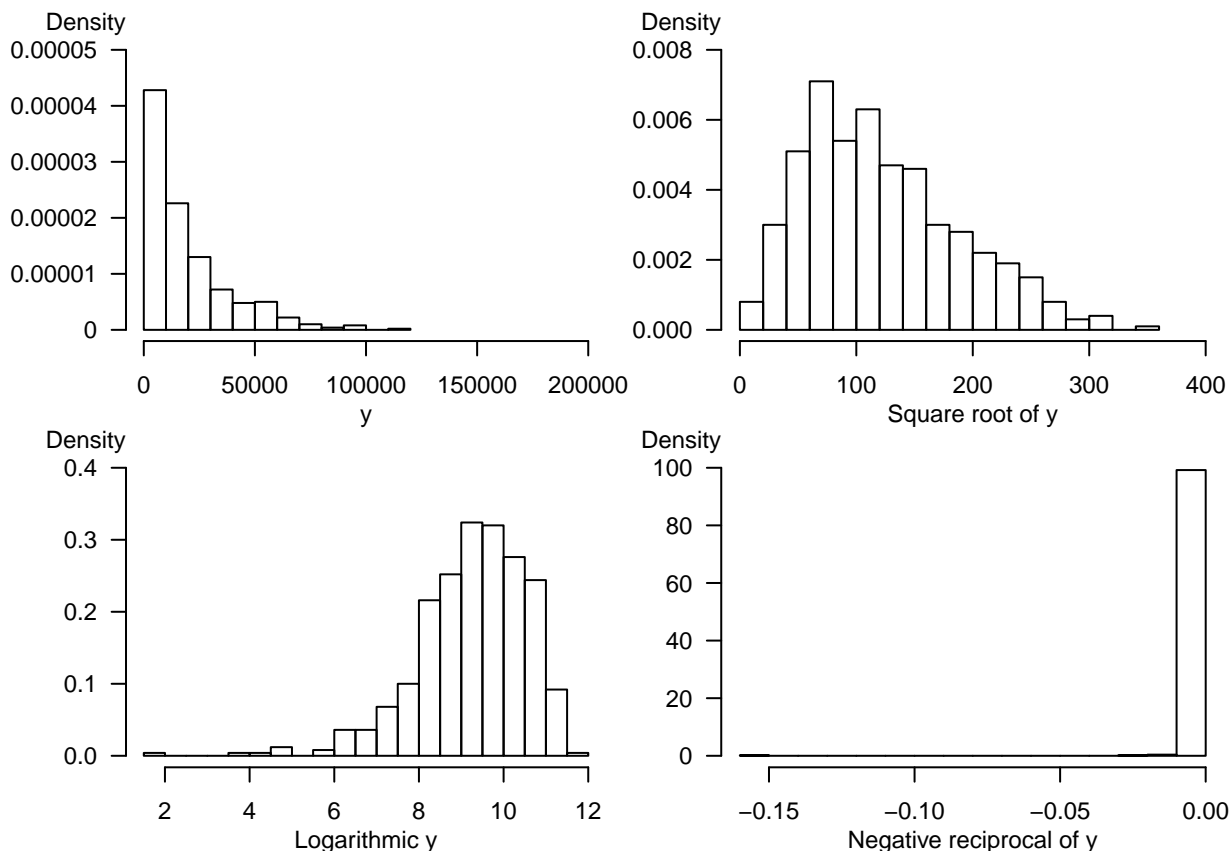 Density
0.00005
0.00004
0.00003
0.00002
0.00001
0
0 50000 100000 150000 200000
y
Density
0.008
0.006
0.004
0.002
0.000
0 100 200 300 400
Square root of y
Density
0.4
0.3
0.2
0.1
0.0
2 4 6 8 10 12
Logarithmic y
Density
100
80
60
40
20
0
−0.15 −0.10 −0.05 0.00
Negative reciprocal of y